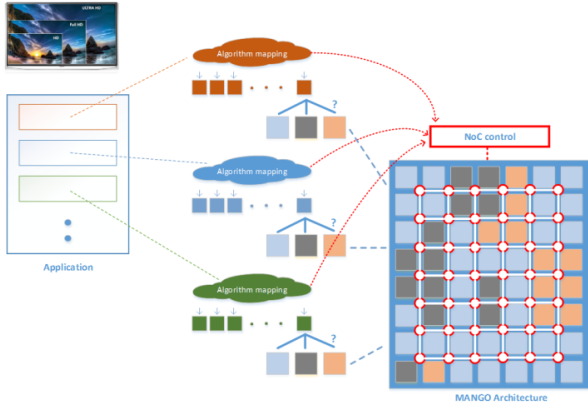 ULTRA HD
Full HD
HD
Algorithm mapping
?
NoC control
Algorithm mapping
?
Application
Algorithm mapping
?
MANGO Architecture